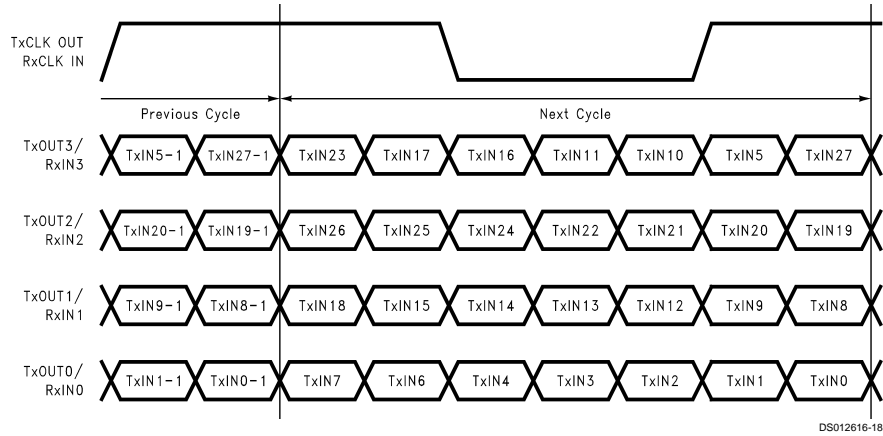 TxCLK OUT
RxCLK IN
Previous Cycle Next Cycle
TxOUT3/
RxIN3
TxIN5-1 TxIN27-1 TxIN23 TxIN17 TxIN16 TxIN11 TxIN10 TxIN5 TxIN27
TxOUT2/
RxIN2
TxIN20-1 TxIN19-1 TxIN26 TxIN25 TxIN24 TxIN22 TxIN21 TxIN20 TxIN19
TxOUT1/
RxIN1
TxIN9-1 TxIN8-1 TxIN18 TxIN15 TxIN14 TxIN13 TxIN12 TxIN9 TxIN8
TxOUT0/
RxIN0
TxIN1-1 TxIN0-1 TxIN7 TxIN6 TxIN4 TxIN3 TxIN2 TxIN1 TxIN0
DS012616-18